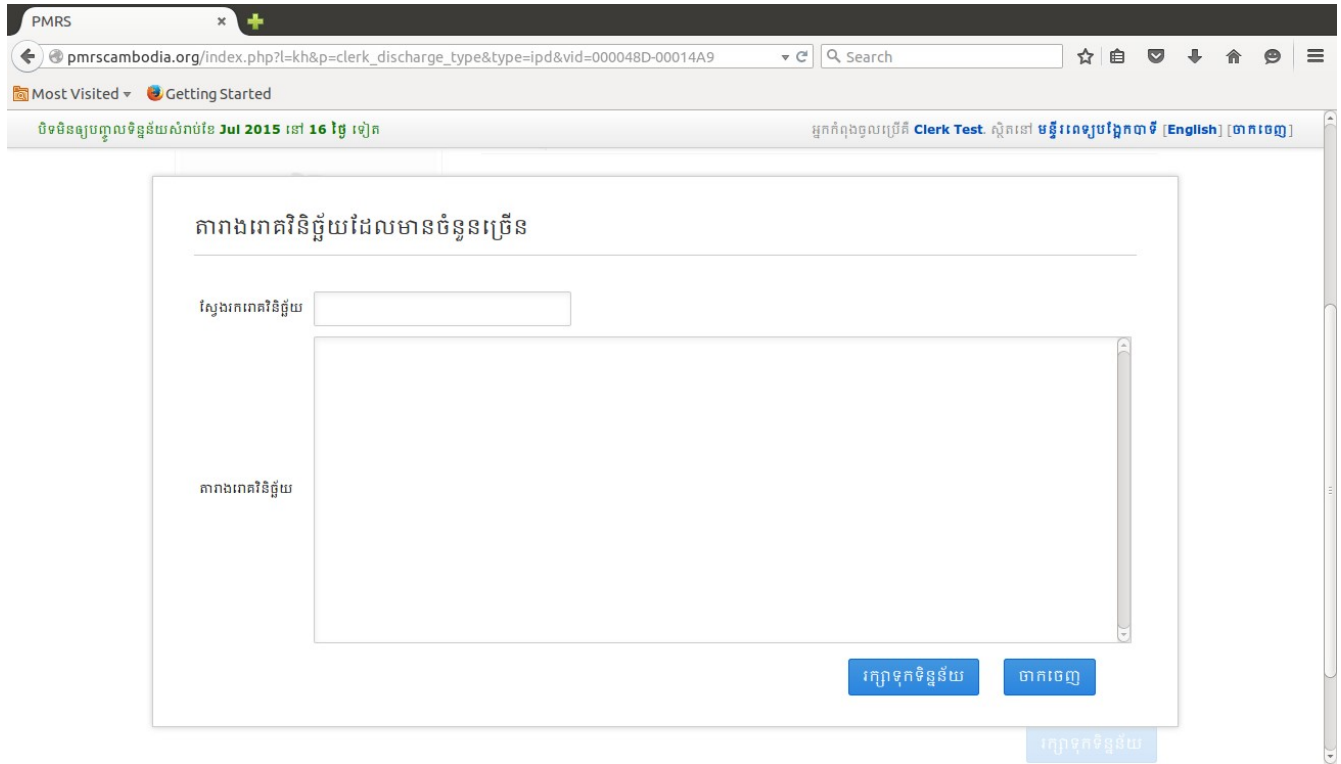 PMRS
pmrscambodia.org/index.php?l=kh&p=clerk_discharge_type&type=ipd&vid=000048D-00014A9
Search
Most Visited
Getting Started
បិទមិនឲ្យបញ្ចូលទិន្នន័យសំរាប់ខែ Jul 2015 នៅ 16 ថ្ងៃ ទៀត
អ្នកកំពុងចូលប្រើគឺ Clerk Test. ស្ថិតនៅ មន្ទីរពេទ្យបង្អែកបាទី [English] [ចាកចេញ]
តារាងរោគវិនិច្ឆ័យដែលមានចំនួនច្រើន
ស្វែងរករោគវិនិច្ឆ័យ
តារាងរោគវិនិច្ឆ័យ
រក្សាទុកទិន្នន័យ
ចាកចេញ
រក្សាទុកទិន្នន័យ